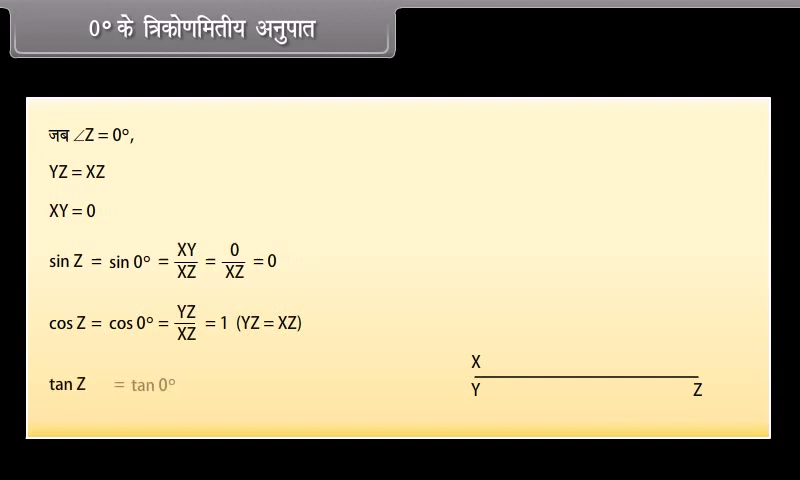 0° के त्रिकोणमितीय अनुपात
जब ∠Z = 0°,
YZ = XZ
XY = 0
sin Z = sin 0° = XY/XZ = 0/XZ = 0
cos Z = cos 0° = YZ/XZ = 1 (YZ = XZ)
tan Z = tan 0°
X
Y Z